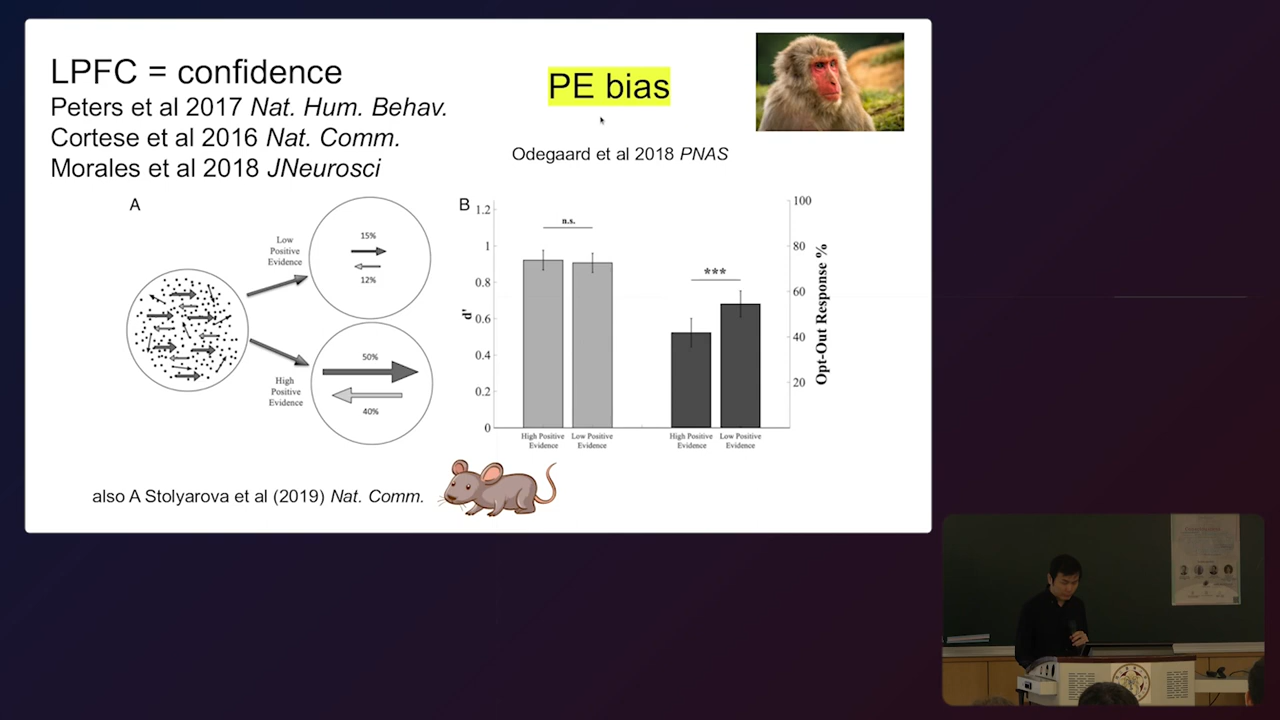 LPFC = confidence
Peters et al 2017 Nat. Hum. Behav.
Cortese et al 2016 Nat. Comm.
Morales et al 2018 JNeurosci
PE bias
Odegaard et al 2018 PNAS
A
Low
Positive
Evidence
15%
12%
High
Positive
Evidence
50%
40%
B
1.2
1
0.8
0.6
0.4
0.2
0
d'
n.s.
***
100
80
60
40
20
Opt-Out Response %
High Positive
Evidence
Low Positive
Evidence
High Positive
Evidence
Low Positive
Evidence
also A Stolyarova et al (2019) Nat. Comm.